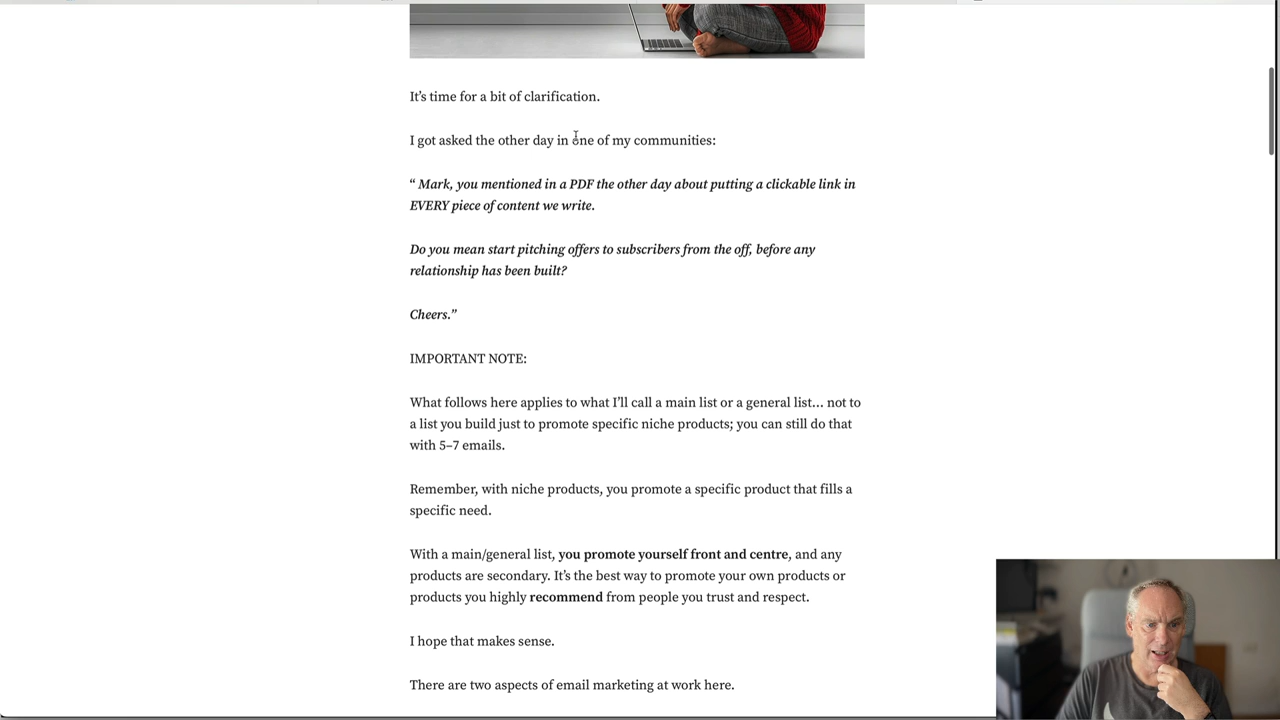 It’s time for a bit of clarification.
I got asked the other day in one of my communities:
“ Mark, you mentioned in a PDF the other day about putting a clickable link in
EVERY piece of content we write.
Do you mean start pitching offers to subscribers from the off, before any
relationship has been built?
Cheers.”
IMPORTANT NOTE:
What follows here applies to what I’ll call a main list or a general list… not to
a list you build just to promote specific niche products; you can still do that
with 5–7 emails.
Remember, with niche products, you promote a specific product that fills a
specific need.
With a main/general list, you promote yourself front and centre, and any
products are secondary. It’s the best way to promote your own products or
products you highly recommend from people you trust and respect.
I hope that makes sense.
There are two aspects of email marketing at work here.